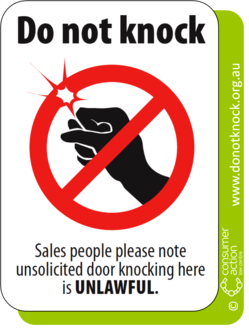 Do not knock
Sales people please note
unsolicited door knocking here
is UNLAWFUL.
www.donotknock.org.au
consumer
action
©